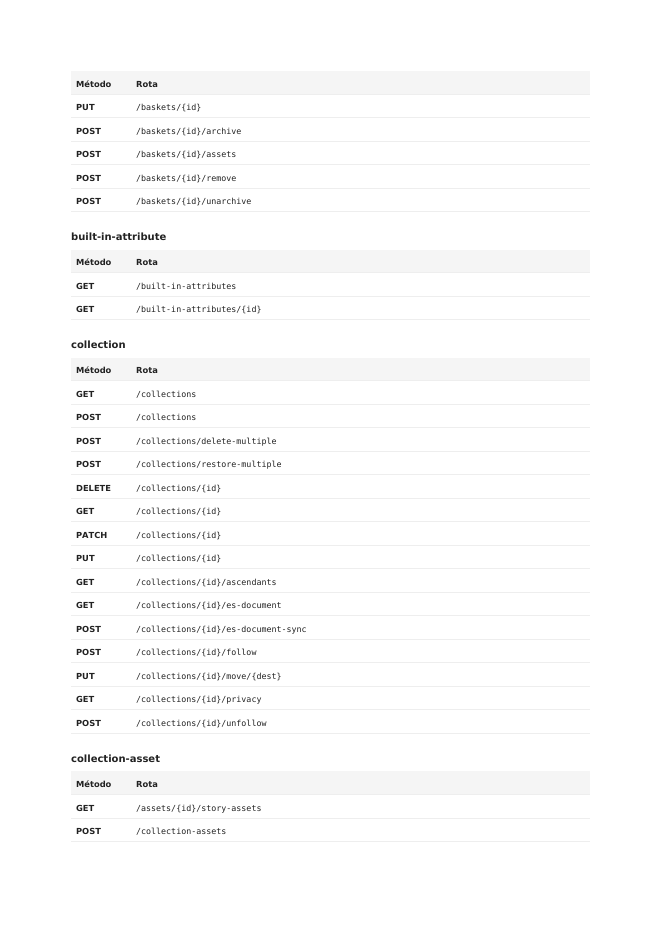 Método Rota
PUT /baskets/{id}
POST /baskets/{id}/archive
POST /baskets/{id}/assets
POST /baskets/{id}/remove
POST /baskets/{id}/unarchive
built-in-attribute
Método Rota
GET /built-in-attributes
GET /built-in-attributes/{id}
collection
Método Rota
GET /collections
POST /collections
POST /collections/delete-multiple
POST /collections/restore-multiple
DELETE /collections/{id}
GET /collections/{id}
PATCH /collections/{id}
PUT /collections/{id}
GET /collections/{id}/ascendants
GET /collections/{id}/es-document
POST /collections/{id}/es-document-sync
POST /collections/{id}/follow
PUT /collections/{id}/move/{dest}
GET /collections/{id}/privacy
POST /collections/{id}/unfollow
collection-asset
Método Rota
GET /assets/{id}/story-assets
POST /collection-assets